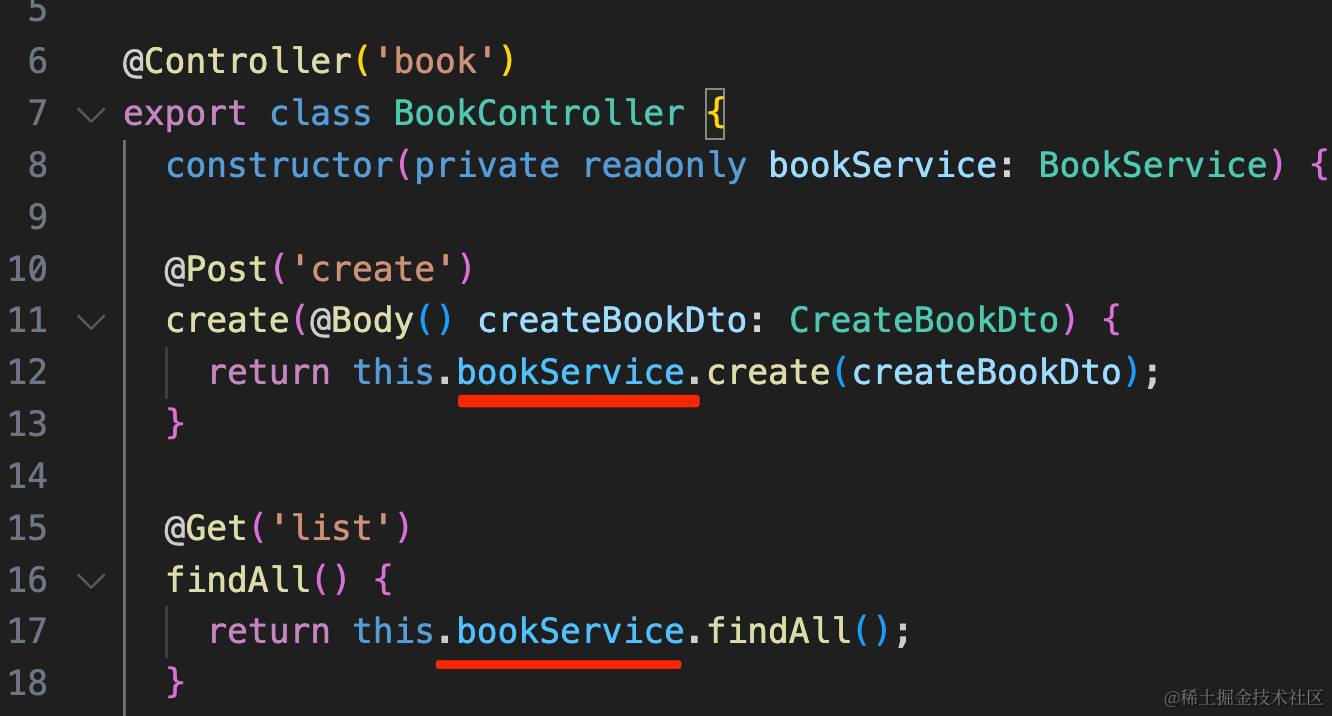 5
6 @Controller('book')
7 export class BookController {
8 constructor(private readonly bookService: BookService) {
9
10 @Post('create')
11 create(@Body() createBookDto: CreateBookDto) {
12 return this.bookService.create(createBookDto);
13 }
14
15 @Get('list')
16 findAll() {
17 return this.bookService.findAll();
18 }
@稀土掘金技术社区